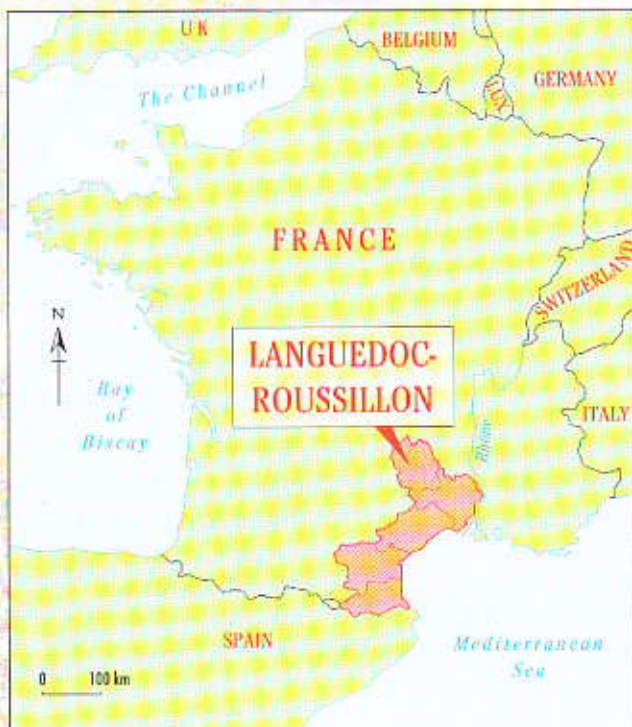 UK
BELGIUM
The Channel
LUX
GERMANY
FRANCE
SWITZERLAND
N
LANGUEDOC-
ROUSSILLON
Bay
of
Biscay
ITALY
Rhône
SPAIN
Mediterranean
Sea
0 100 km